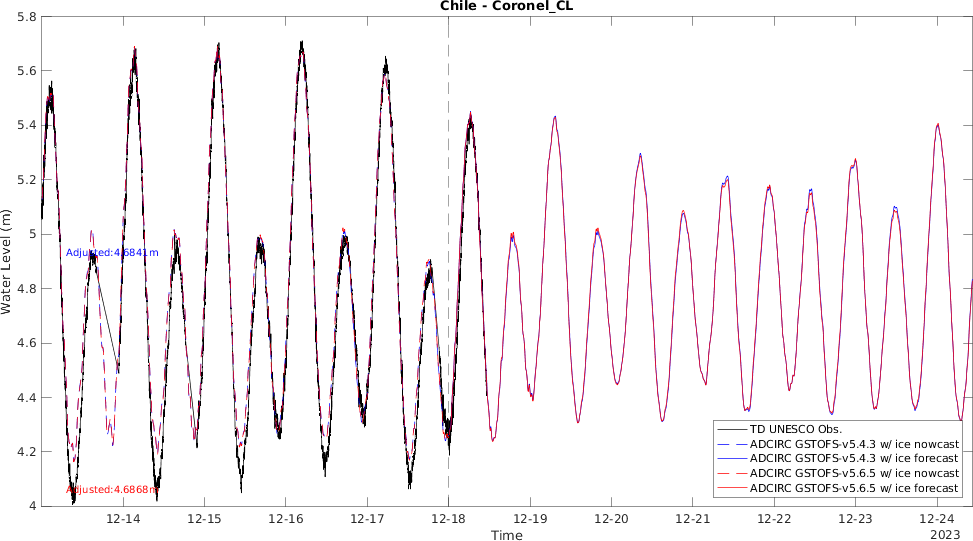 Chile - Coronel_CL
5.8
5.6
5.4
5.2
5
4.8
4.6
4.4
4.2
4
Water Level (m)
Adjusted:4.6841m
Adjusted:4.6868m
TD UNESCO Obs.
ADCIRC GSTOFS-v5.4.3 w/ ice nowcast
ADCIRC GSTOFS-v5.4.3 w/ ice forecast
ADCIRC GSTOFS-v5.6.5 w/ ice nowcast
ADCIRC GSTOFS-v5.6.5 w/ ice forecast
12-14 12-15 12-16 12-17 12-18 12-19 12-20 12-21 12-22 12-23 12-24
Time
2023